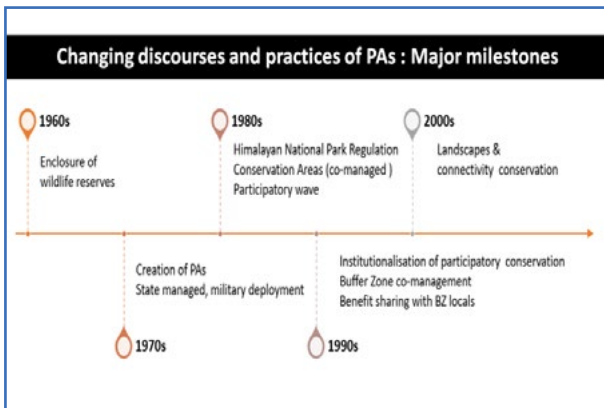 Changing discourses and practices of PAs : Major milestones
1960s
Enclosure of
wildlife reserves
1980s
Himalayan National Park Regulation
Conservation Areas (co-managed )
Participatory wave
2000s
Landscapes &
connectivity conservation
Creation of PAs
State managed, military deployment
1970s
Institutionalisation of participatory conservation
Buffer Zone co-management
Benefit sharing with BZ locals
1990s